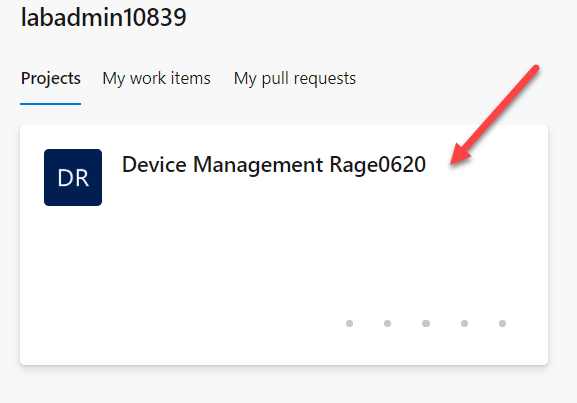 labadmin10839
Projects My work items My pull requests
DR Device Management Rage0620